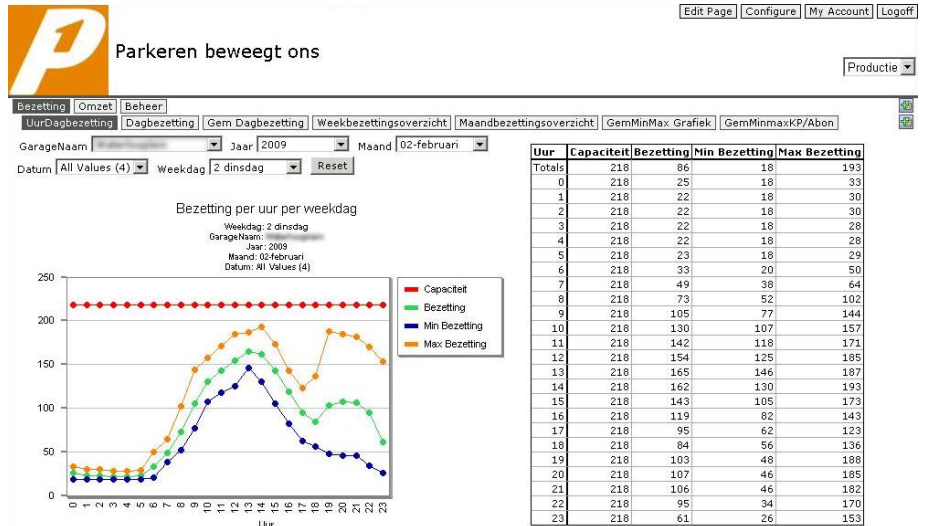 Edit Page Configure My Account Logoff
P1
Parkeren beweegt ons
Productie
Bezetting Omzet Beheer
UurDagbezetting Dagbezetting Gem Dagbezetting Weekbezettingsoverzicht Maandbezettingsoverzicht GemMinMax Grafiek GemMinmaxKP/Abon
GarageNaam Jaar 2009 Maand 02-februari
Datum All Values (4) Weekdag 2 dinsdag Reset
Bezetting per uur per weekdag
Weekdag: 2 dinsdag
GarageNaam:
Jaar: 2009
Maand: 02-februari
Datum: All Values (4)
250
200
150
100
50
0
0 1 2 3 4 5 6 7 8 9 10 11 12 13 14 15 16 17 18 19 20 21 22 23
Uur
Capaciteit
Bezetting
Min Bezetting
Max Bezetting
Uur Capaciteit Bezetting Min Bezetting Max Bezetting
Totals 218 86 18 193
0 218 25 18 33
1 218 22 18 30
2 218 22 18 30
3 218 22 18 28
4 218 22 18 28
5 218 23 18 29
6 218 33 20 50
7 218 49 38 64
8 218 73 52 102
9 218 105 77 144
10 218 130 107 157
11 218 142 118 171
12 218 154 125 185
13 218 165 146 187
14 218 162 130 193
15 218 143 105 173
16 218 119 82 143
17 218 95 62 123
18 218 84 56 136
19 218 103 48 188
20 218 107 46 185
21 218 106 46 182
22 218 95 34 170
23 218 61 26 153